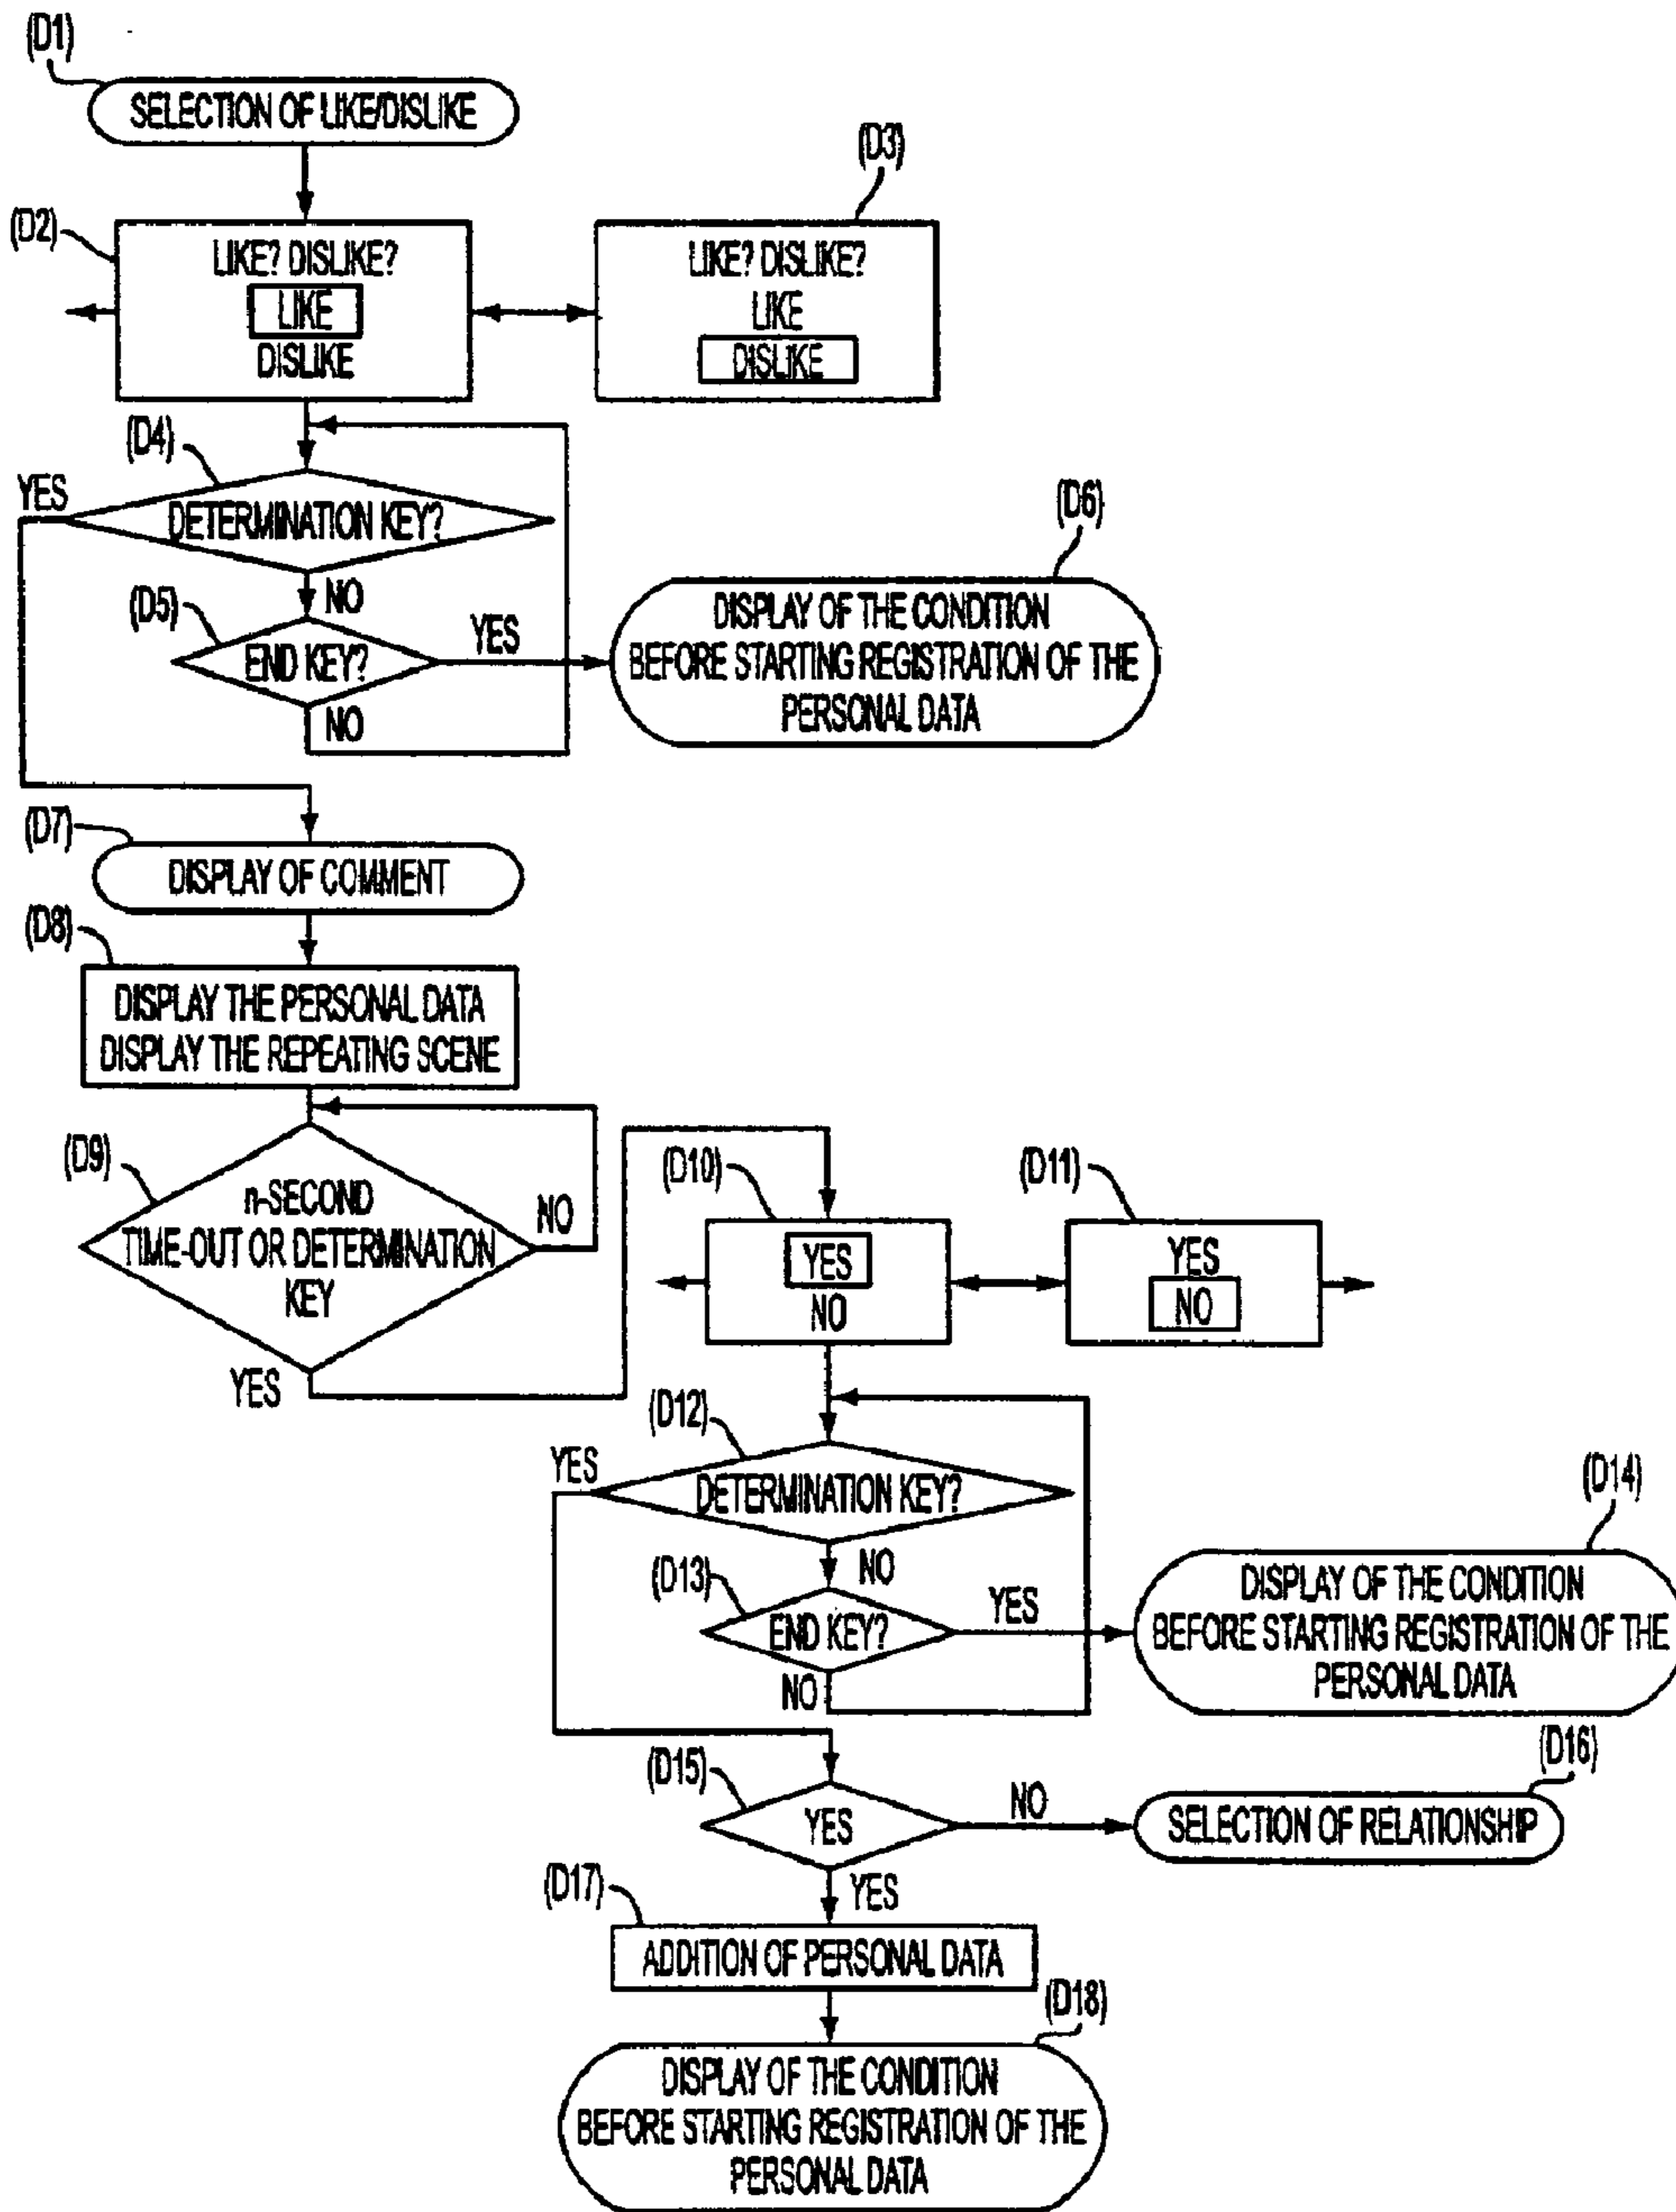 (D1)
SELECTION OF LIKE/DISLIKE
(D2)
LIKE? DISLIKE?
LIKE
DISLIKE
(D3)
LIKE? DISLIKE?
LIKE
DISLIKE
(D4)
YES
DETERMINATION KEY?
NO
(D5)
END KEY?
YES
NO
(D6)
DISPLAY OF THE CONDITION
BEFORE STARTING REGISTRATION OF THE
PERSONAL DATA
(D7)
DISPLAY OF COMMENT
(D8)
DISPLAY THE PERSONAL DATA
DISPLAY THE REPEATING SCENE
(D9)
n-SECOND
TIME-OUT OR DETERMINATION
KEY
NO
YES
(D10)
YES
NO
(D11)
YES
NO
(D12)
YES
DETERMINATION KEY?
NO
(D13)
END KEY?
YES
NO
(D14)
DISPLAY OF THE CONDITION
BEFORE STARTING REGISTRATION OF THE
PERSONAL DATA
(D15)
YES
NO
YES
(D16)
SELECTION OF RELATIONSHIP
(D17)
ADDITION OF PERSONAL DATA
(D18)
DISPLAY OF THE CONDITION
BEFORE STARTING REGISTRATION OF THE
PERSONAL DATA